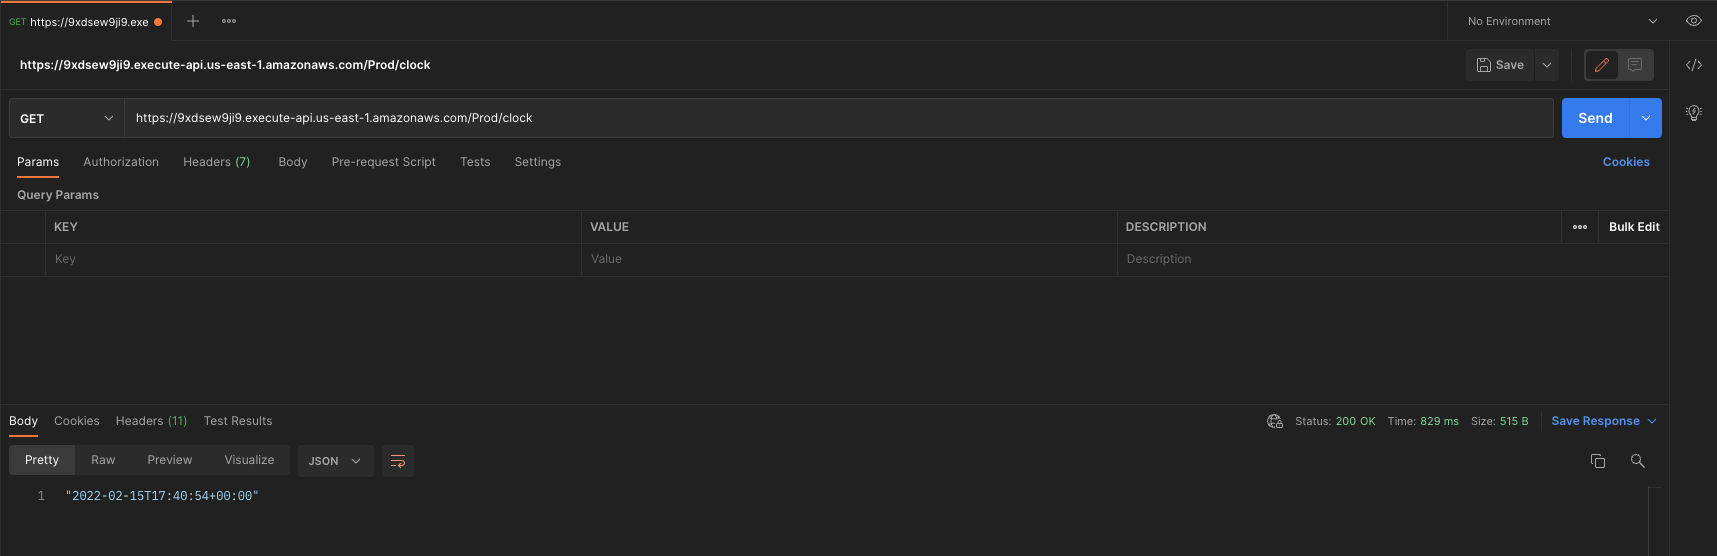 GET https://9xdsew9ji9.exe
No Environment
https://9xdsew9ji9.execute-api.us-east-1.amazonaws.com/Prod/clock
Save
GET https://9xdsew9ji9.execute-api.us-east-1.amazonaws.com/Prod/clock Send
Params Authorization Headers (7) Body Pre-request Script Tests Settings Cookies
Query Params
KEY VALUE DESCRIPTION Bulk Edit
Key Value Description
Body Cookies Headers (11) Test Results Status: 200 OK Time: 829 ms Size: 515 B Save Response
Pretty Raw Preview Visualize JSON
1 "2022-02-15T17:40:54+00:00"